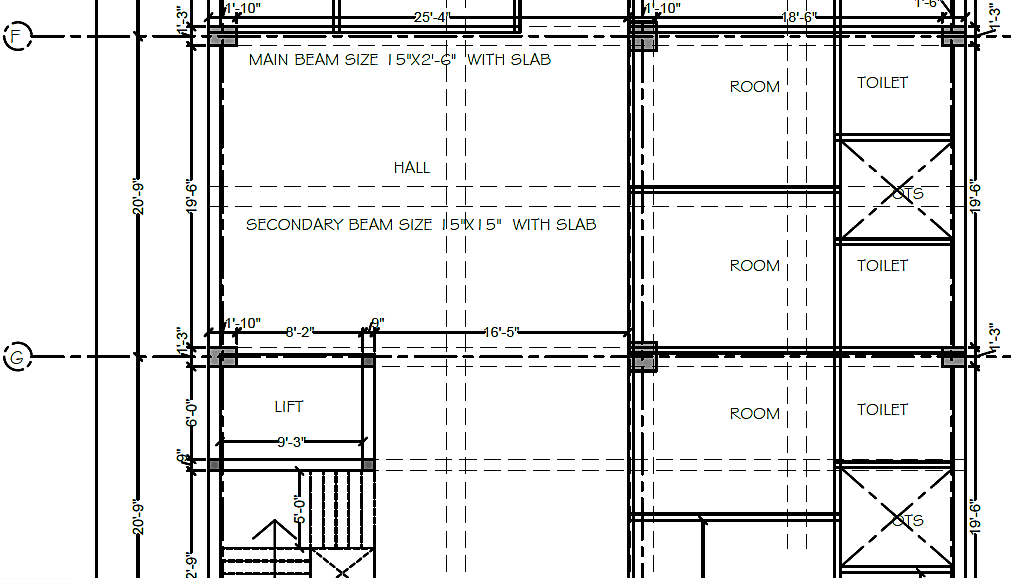 1'-10"
25'-4"
1'-10"
18'-6"
1'-6"
1'-3"
1'-3"
F
MAIN BEAM SIZE 15"X2'-6" WITH SLAB
ROOM
TOILET
HALL
20'-9"
19'-6"
OTS
19'-6"
SECONDARY BEAM SIZE 15"X15" WITH SLAB
ROOM
TOILET
1'-10"
8'-2"
9"
16'-5"
1'-3"
1'-3"
G
LIFT
ROOM
TOILET
6'-0"
9'-3"
9"
20'-9"
5'-0"
OTS
19'-6"
2'-9"